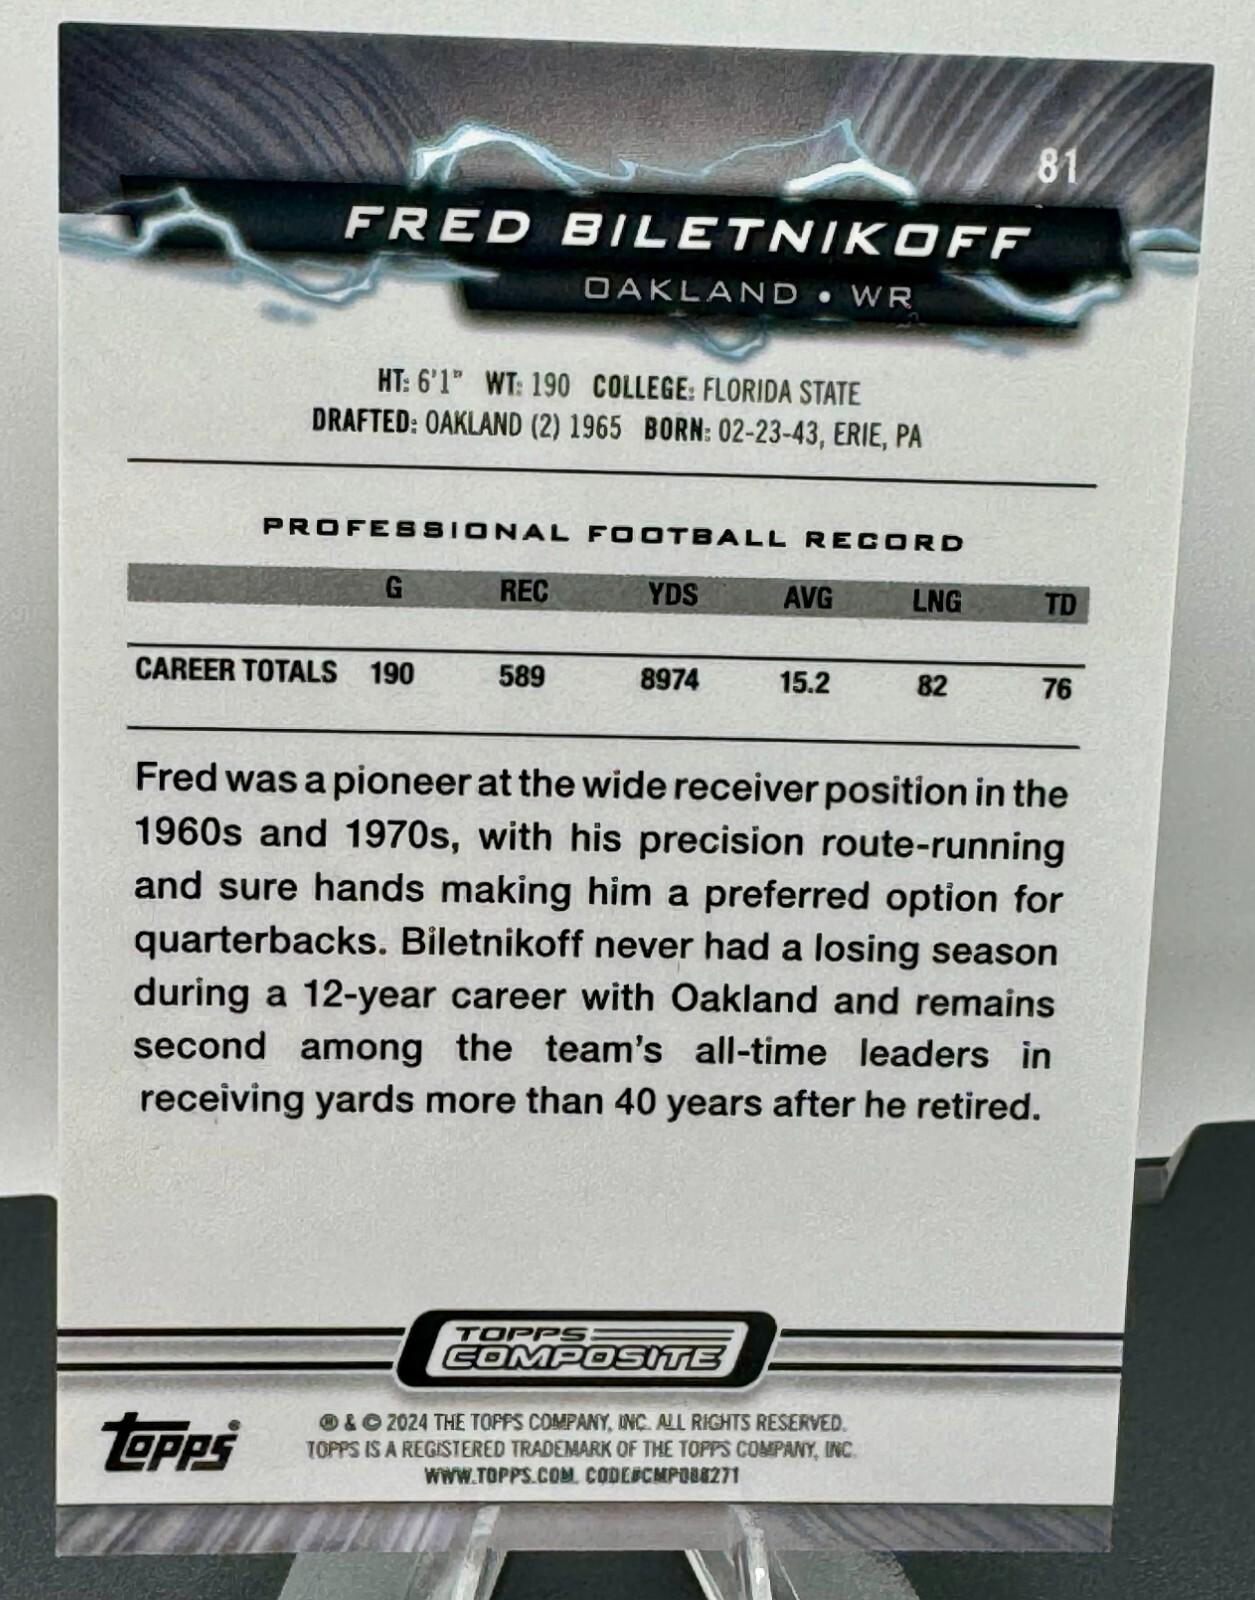 81
FRED BILETNIKOFF
OAKLAND • WR
HT: 6'1" WT: 190 COLLEGE: FLORIDA STATE
DRAFTED: OAKLAND (2) 1965 BORN: 02-23-43, ERIE, PA
PROFESSIONAL FOOTBALL RECORD
G REC YDS AVG LNG TD
CAREER TOTALS 190 589 8974 15.2 82 76
Fred was a pioneer at the wide receiver position in the
1960s and 1970s, with his precision route-running
and sure hands making him a preferred option for
quarterbacks. Biletnikoff never had a losing season
during a 12-year career with Oakland and remains
second among the team's all-time leaders in
receiving yards more than 40 years after he retired.
TOPPS
COMPOSITE
topps®
® & © 2024 THE TOPPS COMPANY, INC. ALL RIGHTS RESERVED.
TOPPS IS A REGISTERED TRADEMARK OF THE TOPPS COMPANY, INC.
WWW.TOPPS.COM. CODE#CMP088271